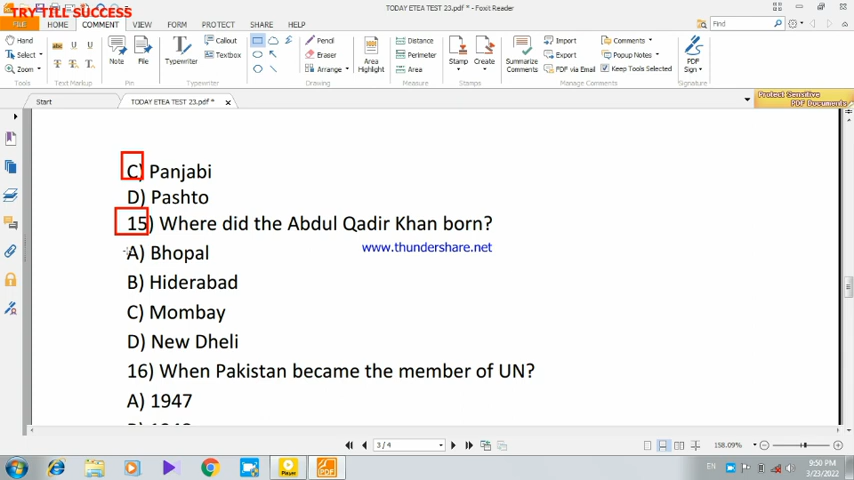 TRY TILL SUCCESS
TODAY ETEA TEST 23.pdf * - Foxit Reader
FILE HOME COMMENT VIEW FORM PROTECT SHARE HELP
Find
Hand
Select
Zoom
Tools
abc U
T T T
Text Markup
Note
File
Pin
Typewriter
Callout
Textbox
Typewriter
Pencil
Eraser
Arrange
Drawing
Area
Highlight
Distance
Perimeter
Area
Measure
Stamp
Create
Stamps
Summarize
Comments
Import
Export
PDF via Email
Comments
Popup Notes
Keep Tools Selected
Manage Comments
PDF
Sign
Signature
Start
TODAY ETEA TEST 23.pdf *
Protect Sensitive
PDF Documents
C) Panjabi
D) Pashto
15) Where did the Abdul Qadir Khan born?
www.thundershare.net
A) Bhopal
B) Hiderabad
C) Mombay
D) New Dheli
16) When Pakistan became the member of UN?
A) 1947
3 / 4
158.09%
Player
PDF
EN
9:50 PM
3/23/2022